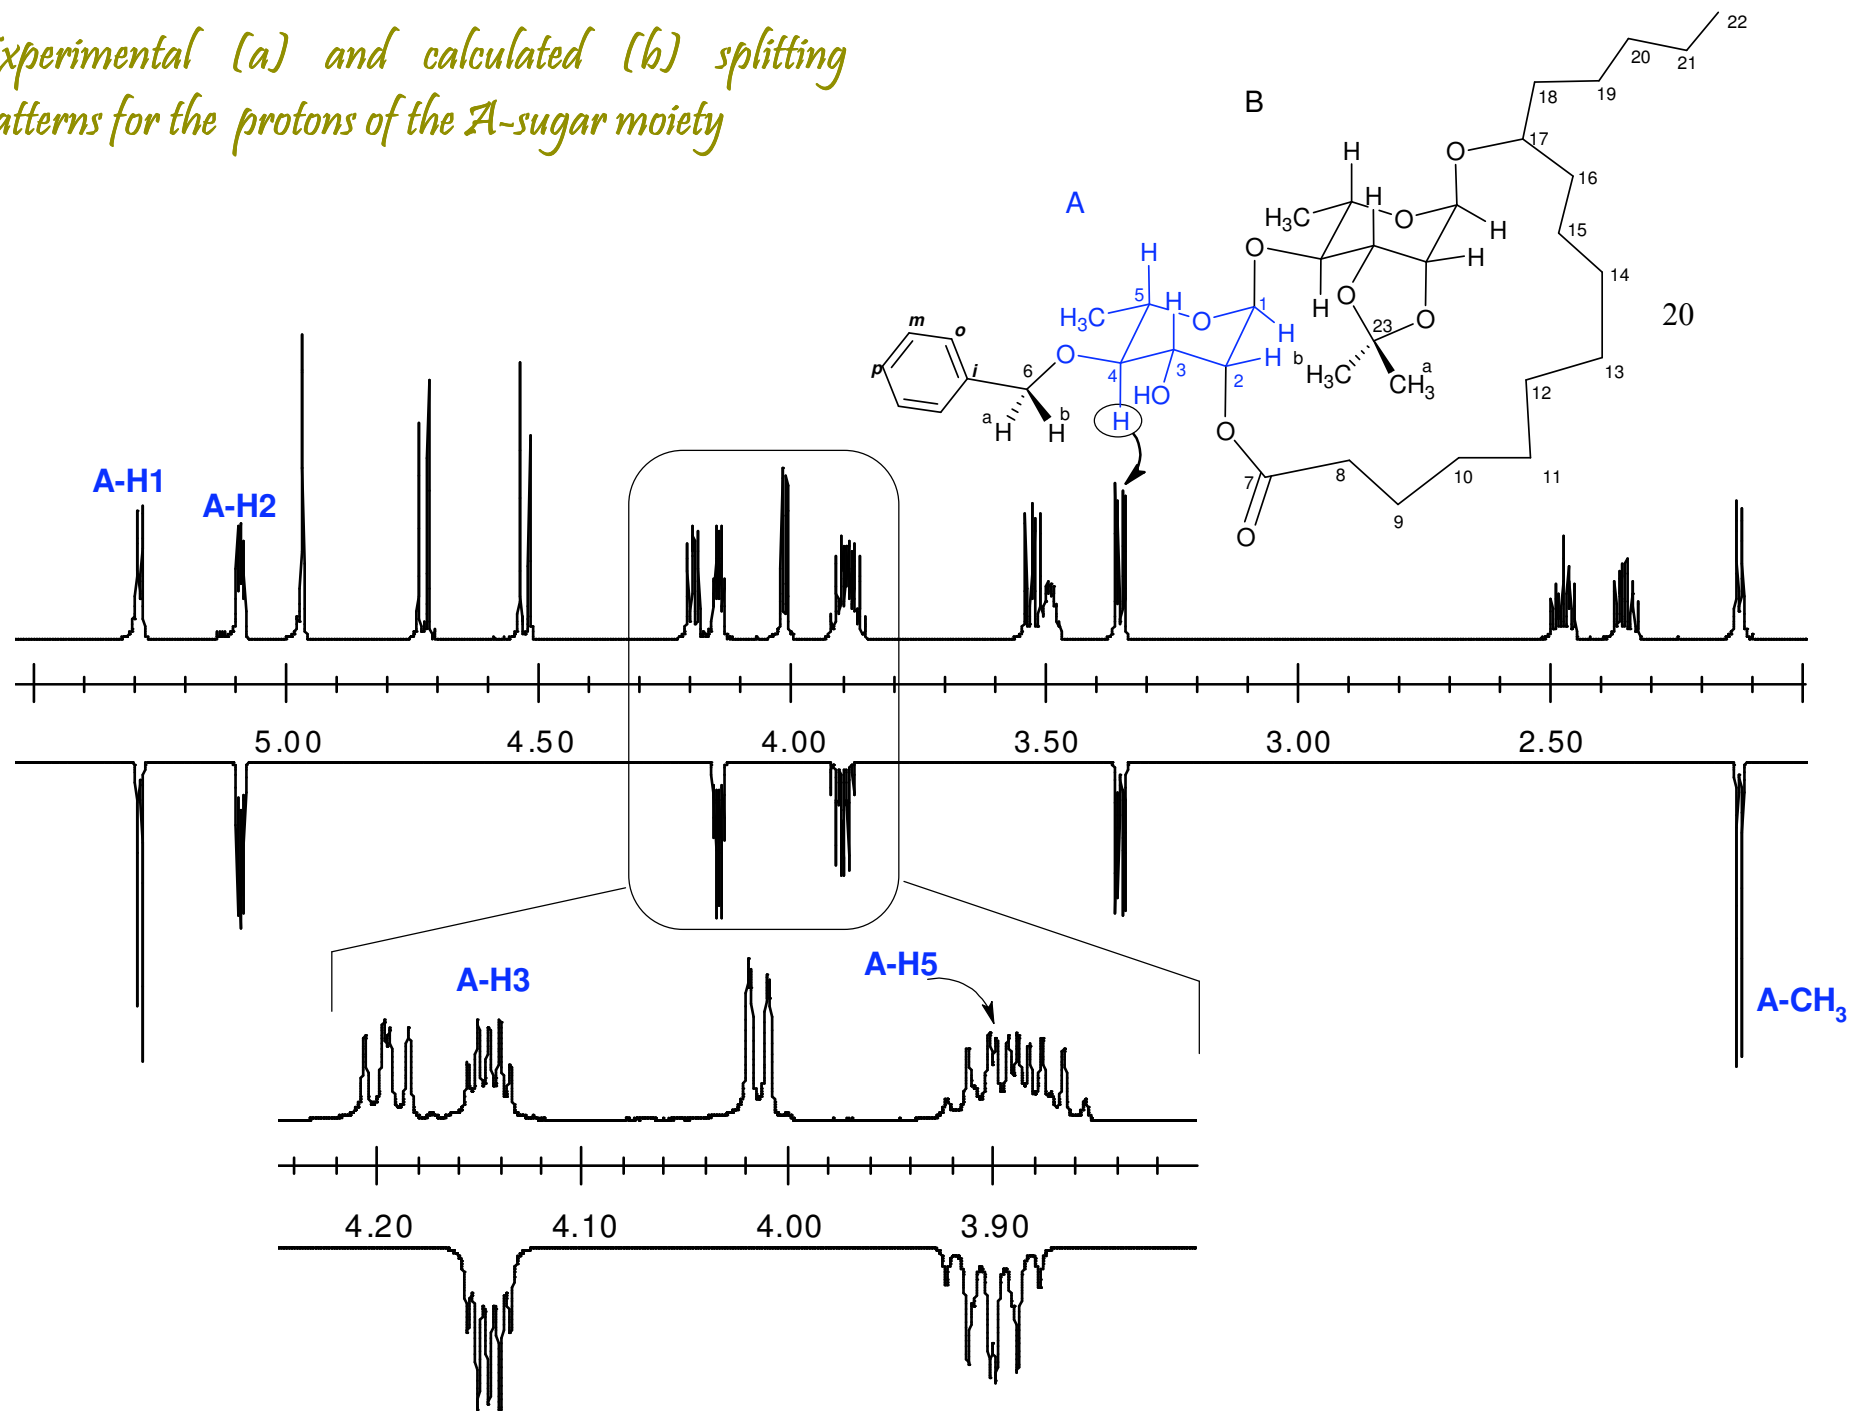 xperimental (a) and calculated (b) splitting
atterns for the protons of the A-sugar moiety
22
20
21
18
19
B
17
O
H
16
H
A
H3C
O
H
15
O
H
H
14
5
H
1
H
O
20
H3C
O
H
O
23
m
o
O
H
b
a
p
i
6
4
3
2
H3C
CH3
13
HO
12
a
b
H
H
H
O
A-H1
7
8
10
11
A-H2
9
O
5.00 4.50 4.00 3.50 3.00 2.50
A-H3
A-H5
A-CH3
4.20 4.10 4.00 3.90